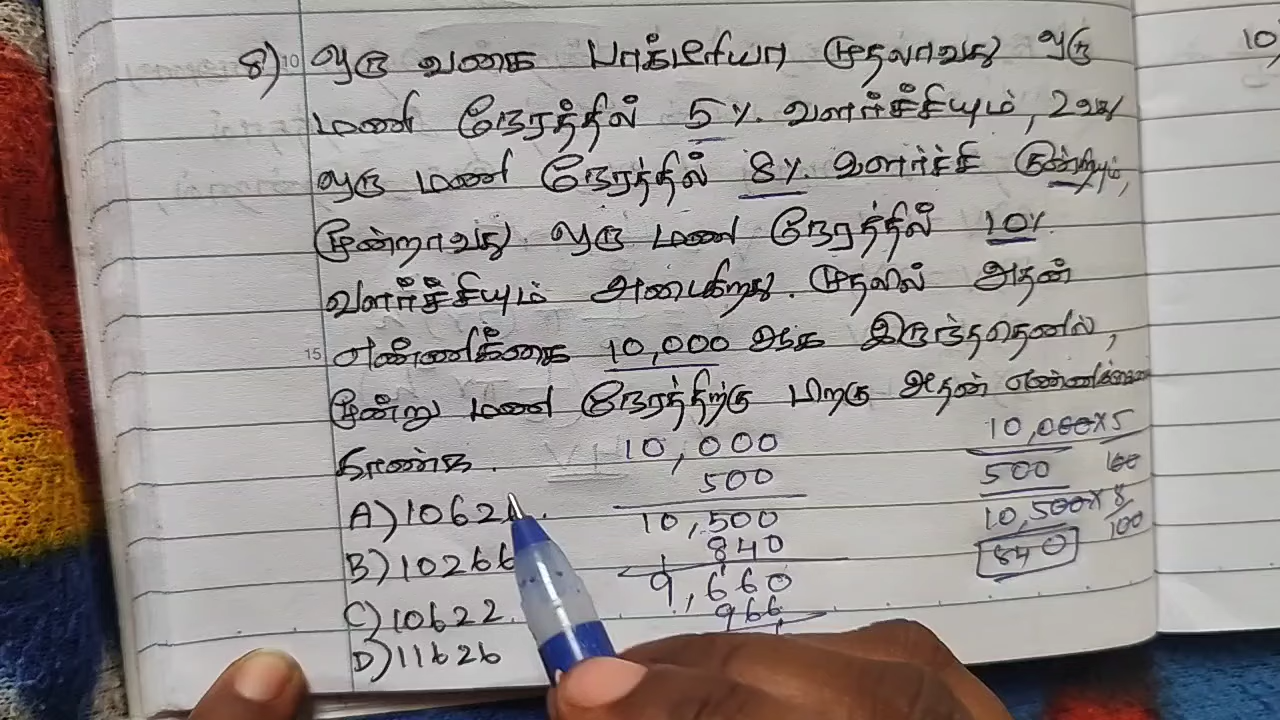 8) ஒரு வகை பாக்டீரியா முதலாவது ஒரு
மணி நேரத்தில் 5% வளர்ச்சியும், 2வது
ஒரு மணி நேரத்தில் 8% வளர்ச்சி குன்றியும்,
மூன்றாவது ஒரு மணி நேரத்தில் 10%
வளர்ச்சியும் அடைகிறது. முதலில் அதன்
எண்ணிக்கை 10,000 ஆக இருந்ததெனில்,
மூன்று மணி நேரத்திற்கு பிறகு அதன் எண்ணிக்கை
காண்க.
A) 10626
B) 10266
C) 10622
D) 11626
10,000
500
10,500
840
9,660
966
10,000×5
100
500
10,500×8
100
840
10
15
10)